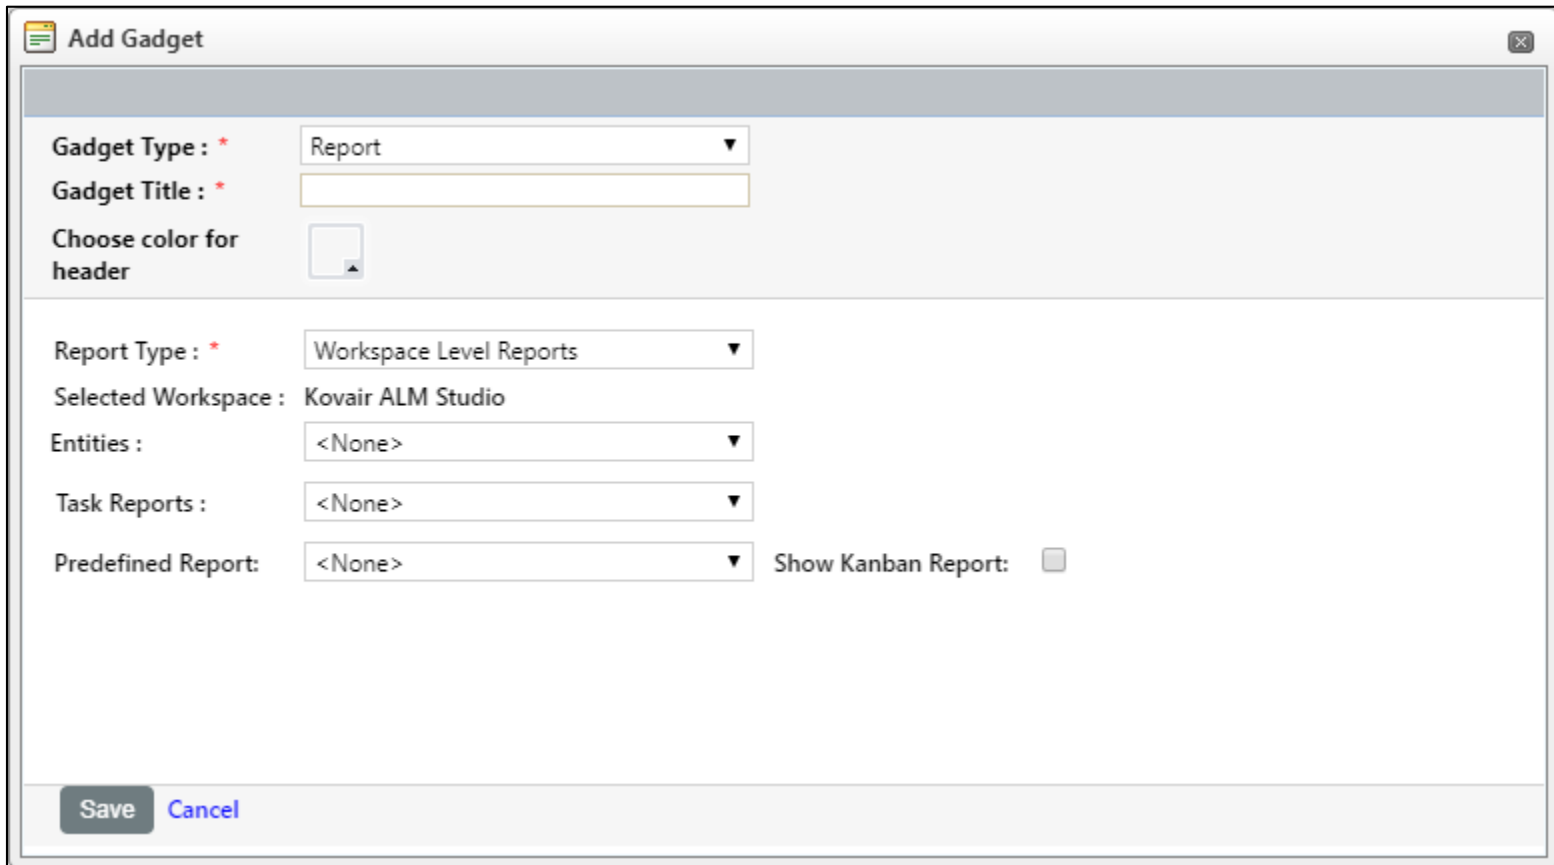 Add Gadget
Gadget Type : * Report
Gadget Title : *
Choose color for
header
Report Type : * Workspace Level Reports
Selected Workspace : Kovair ALM Studio
Entities : <None>
Task Reports : <None>
Predefined Report: <None> Show Kanban Report:
Save Cancel